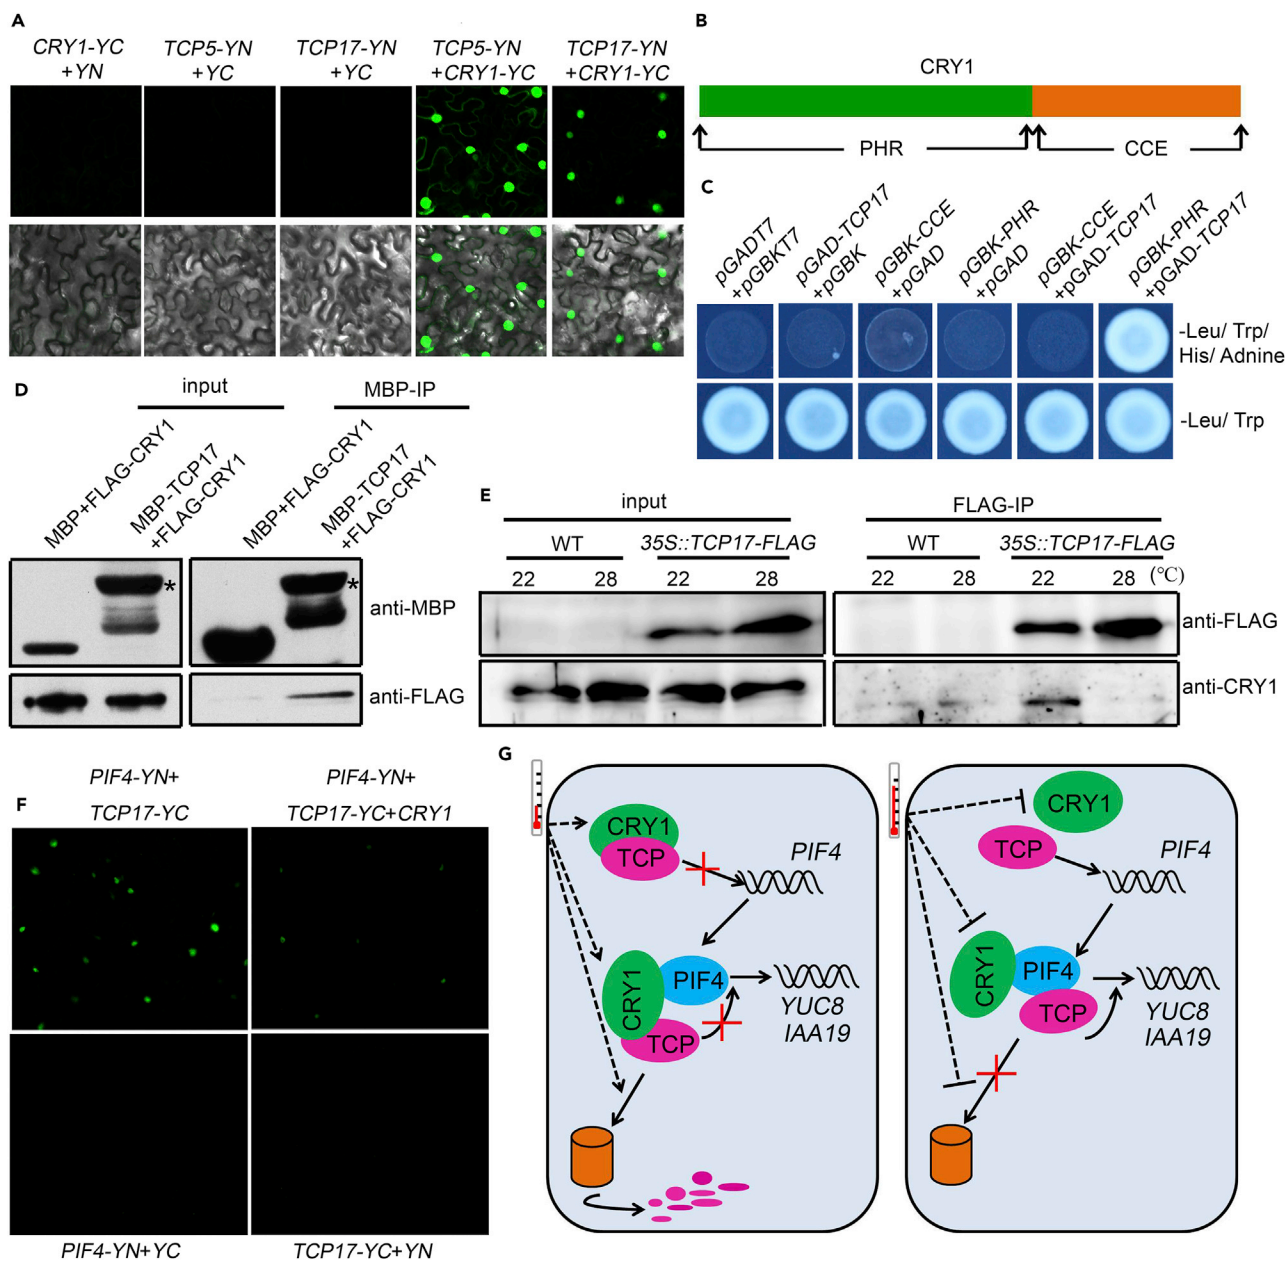 A
CRY1-YC
+YN
TCP5-YN
+YC
TCP17-YN
+YC
TCP5-YN
+CRY1-YC
TCP17-YN
+CRY1-YC
B
CRY1
PHR
CCE
C
pGADT7
+pGBKT7
pGAD-TCP17
+pGBK
pGBK-CCE
+pGAD
pGBK-PHR
+pGAD
pGBK-CCE
+pGAD-TCP17
pGBK-PHR
+pGAD-TCP17
-Leu/ Trp/
His/ Adnine
-Leu/ Trp
D
input
MBP-IP
MBP+FLAG-CRY1
MBP-TCP17
+FLAG-CRY1
MBP+FLAG-CRY1
MBP-TCP17
+FLAG-CRY1
*
*
anti-MBP
anti-FLAG
E
input
FLAG-IP
WT
35S::TCP17-FLAG
WT
35S::TCP17-FLAG
22 28 22 28 22 28 22 28 (℃)
anti-FLAG
anti-CRY1
F
PIF4-YN+
TCP17-YC
PIF4-YN+
TCP17-YC+CRY1
PIF4-YN+YC
TCP17-YC+YN
G
CRY1
TCP
PIF4
CRY1
PIF4
TCP
YUC8
IAA19
CRY1
TCP
PIF4
CRY1
PIF4
TCP
YUC8
IAA19